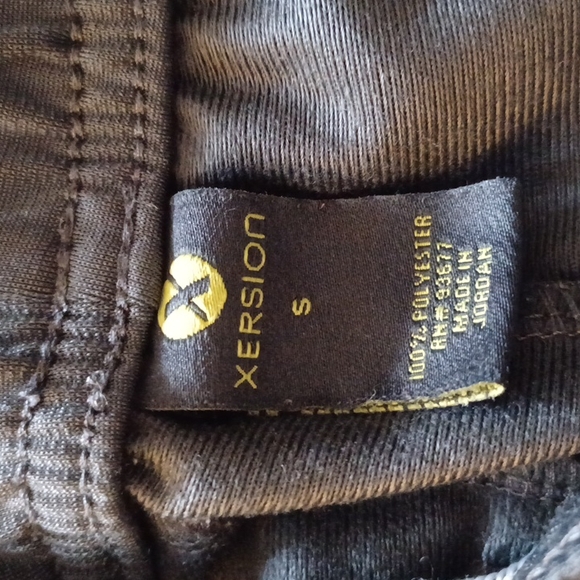 XERSION
S
100% POLYESTER
RN# 93677
MADE IN
JORDAN